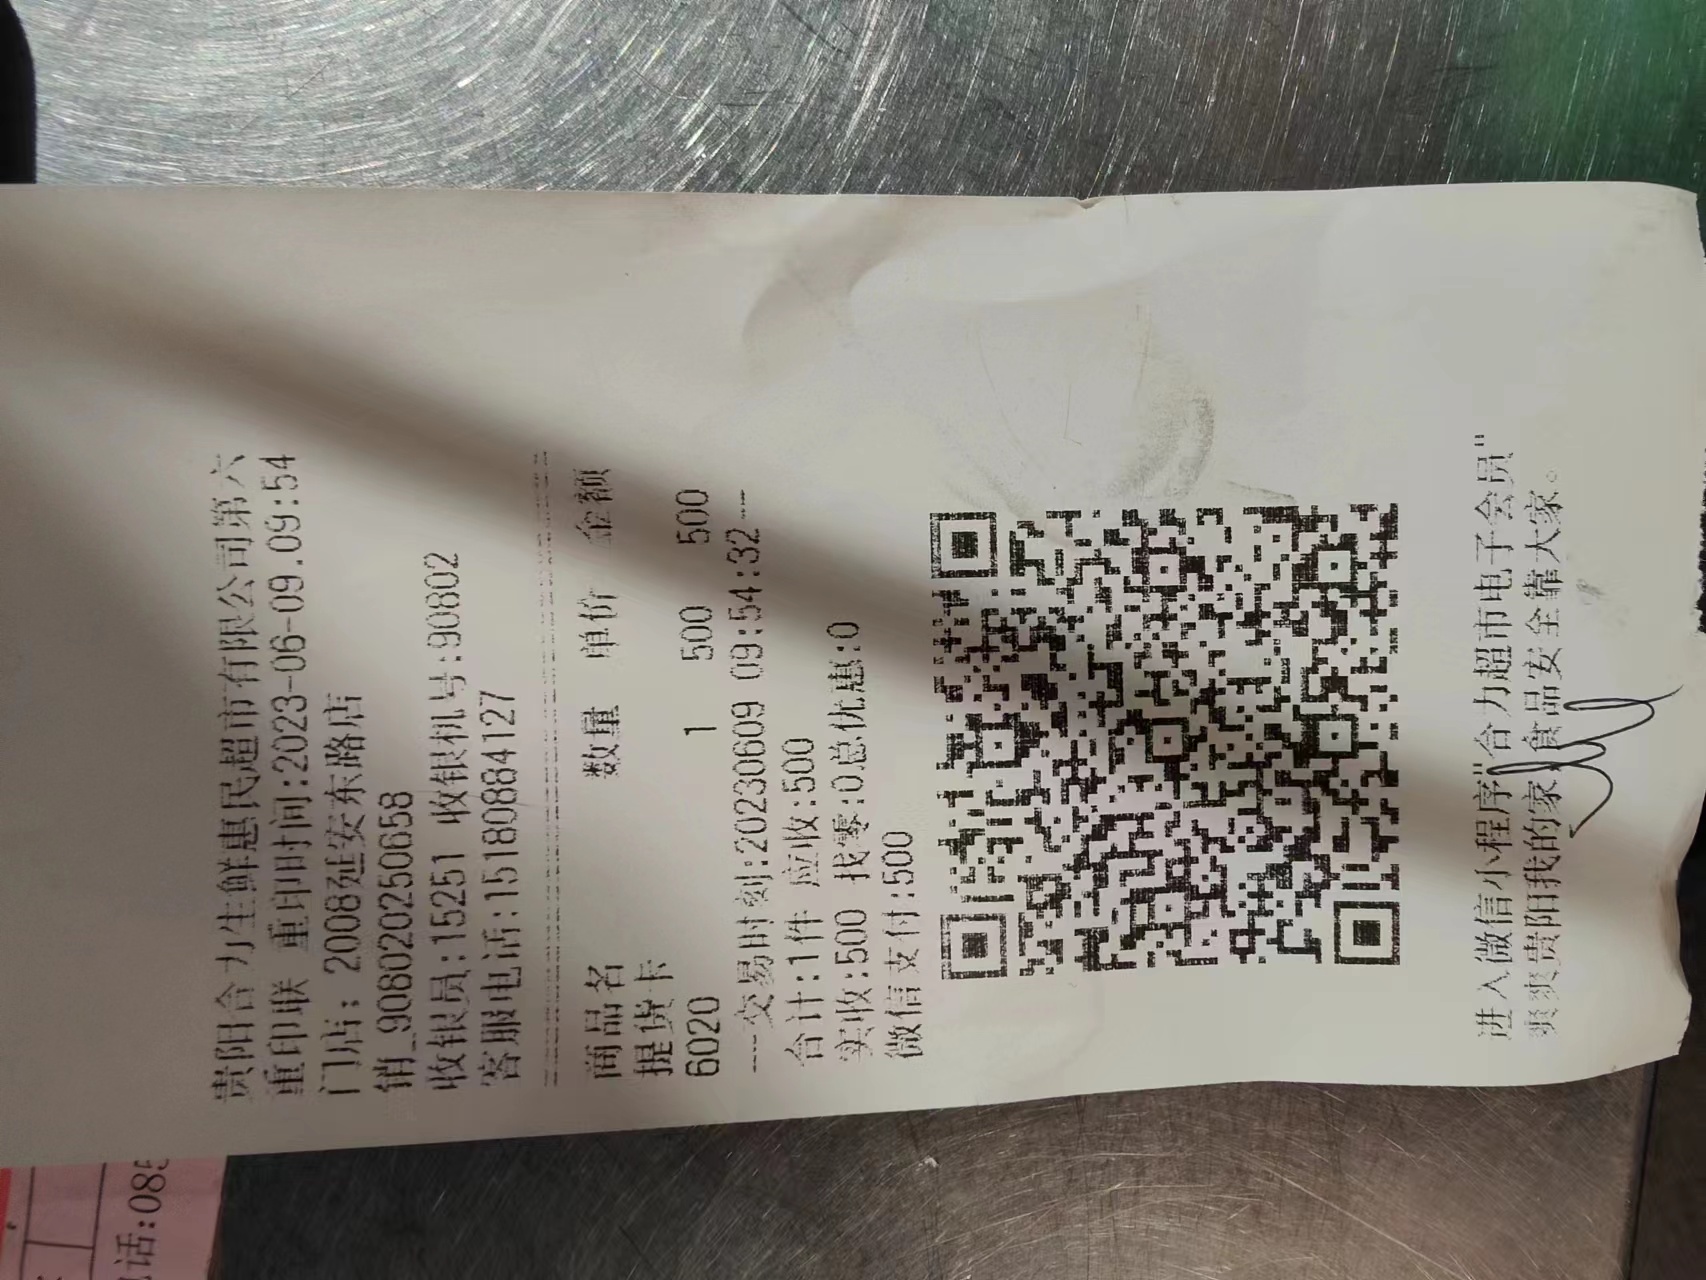 贵阳合力生鲜惠民超市有限公司第六
重印联 重印时间:2023-06-09.09:54
门店: 2008延安东路店
销_9080202250658
收银员:15251 收银机号:90802
客服电话:15180884127
商品名 数量 单价 金额
提货卡
6020 1 500 500
---交易时刻:20230609 09:54:32---
合计:1件 应收:500
实收:500 找零:0总优惠:0
微信支付:500
进入微信小程序"合力超市电子会员"
爽爽贵阳我的家,食品安全靠大家。
话:085